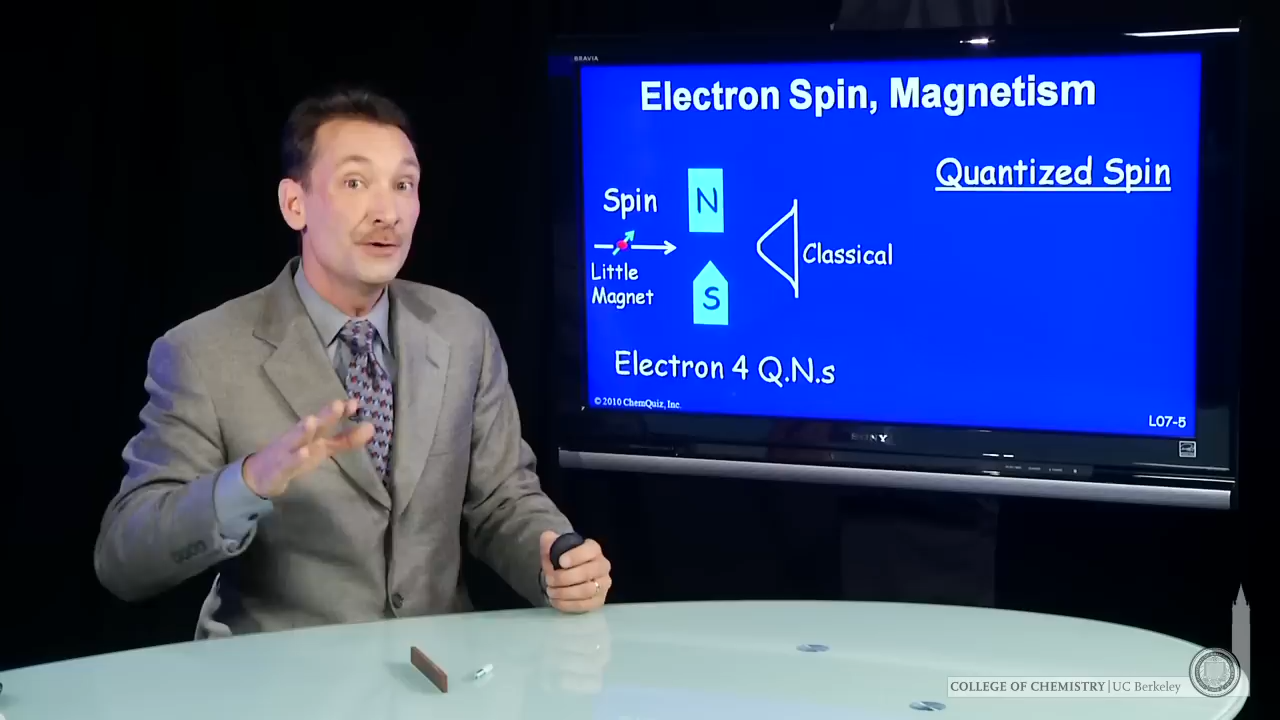 BRAVIA
Electron Spin, Magnetism
Quantized Spin
Spin
N
Little
Magnet
Classical
S
Electron 4 Q.N.s
© 2010 ChemQuiz, Inc.
L07-5
SONY
COLLEGE OF CHEMISTRY | UC Berkeley